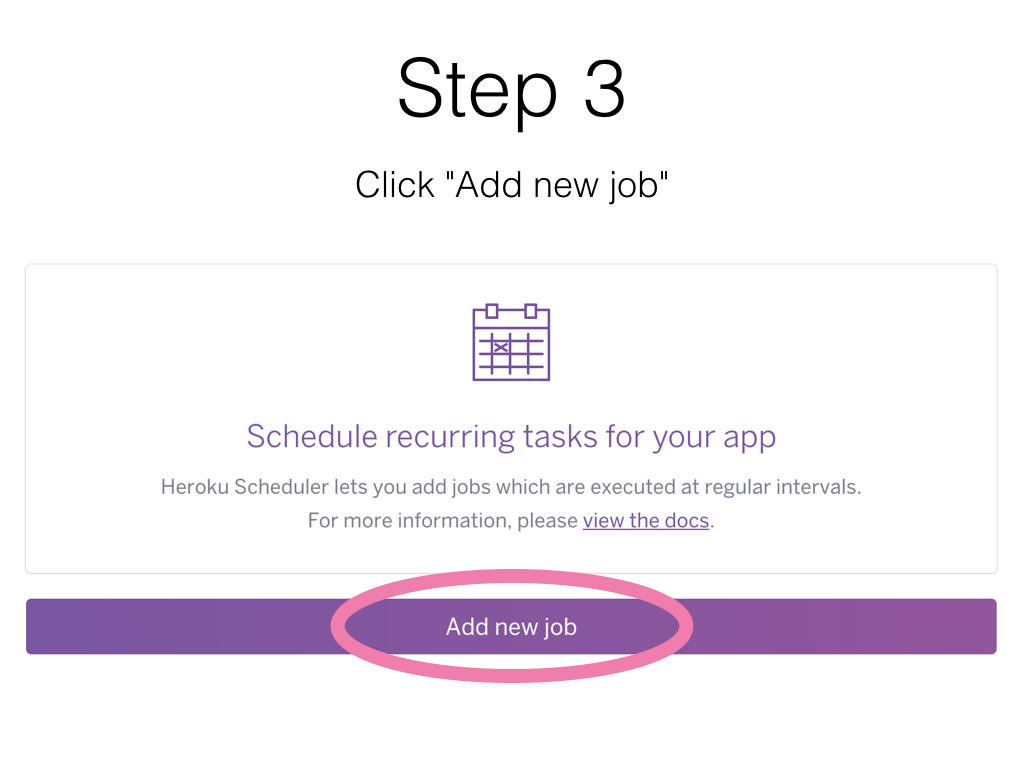 Step 3
Click "Add new job"
Schedule recurring tasks for your app
Heroku Scheduler lets you add jobs which are executed at regular intervals.
For more information, please view the docs.
Add new job